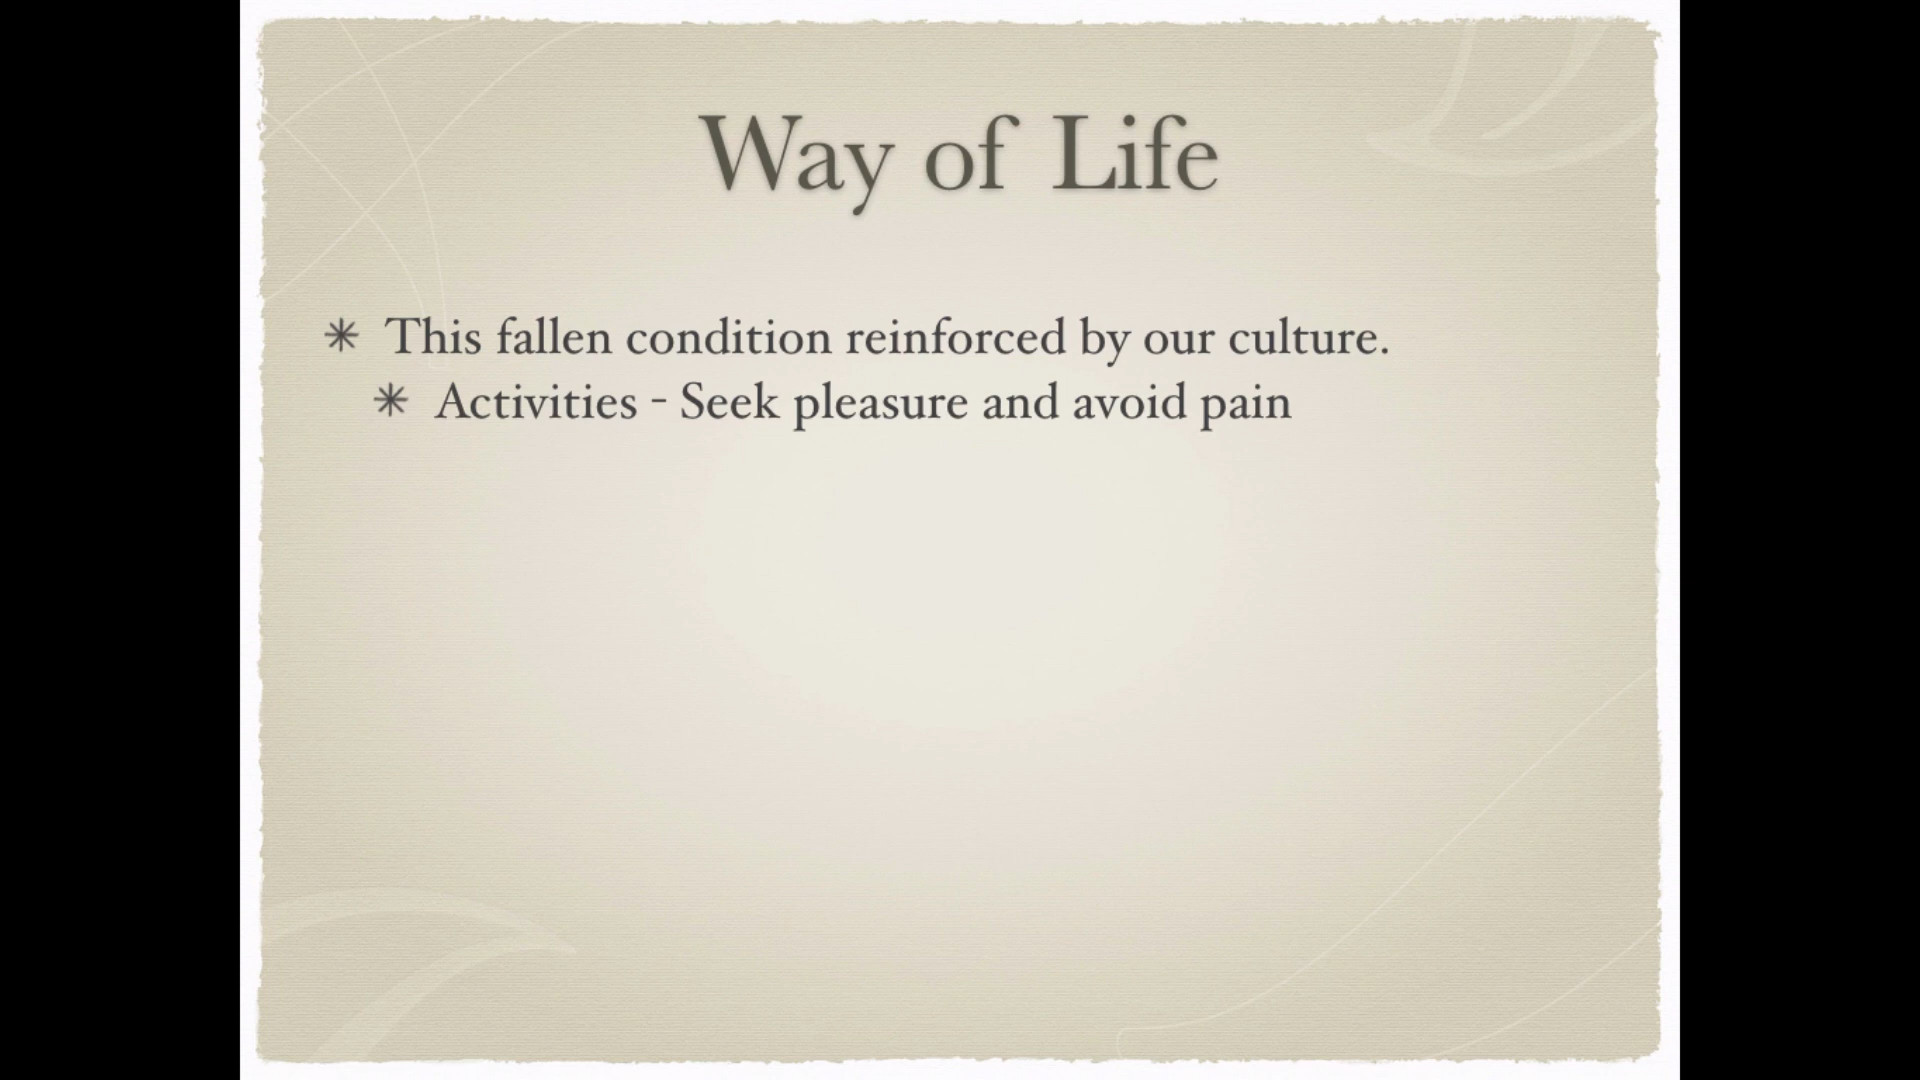 Way of Life
✳ This fallen condition reinforced by our culture.
✳ Activities - Seek pleasure and avoid pain